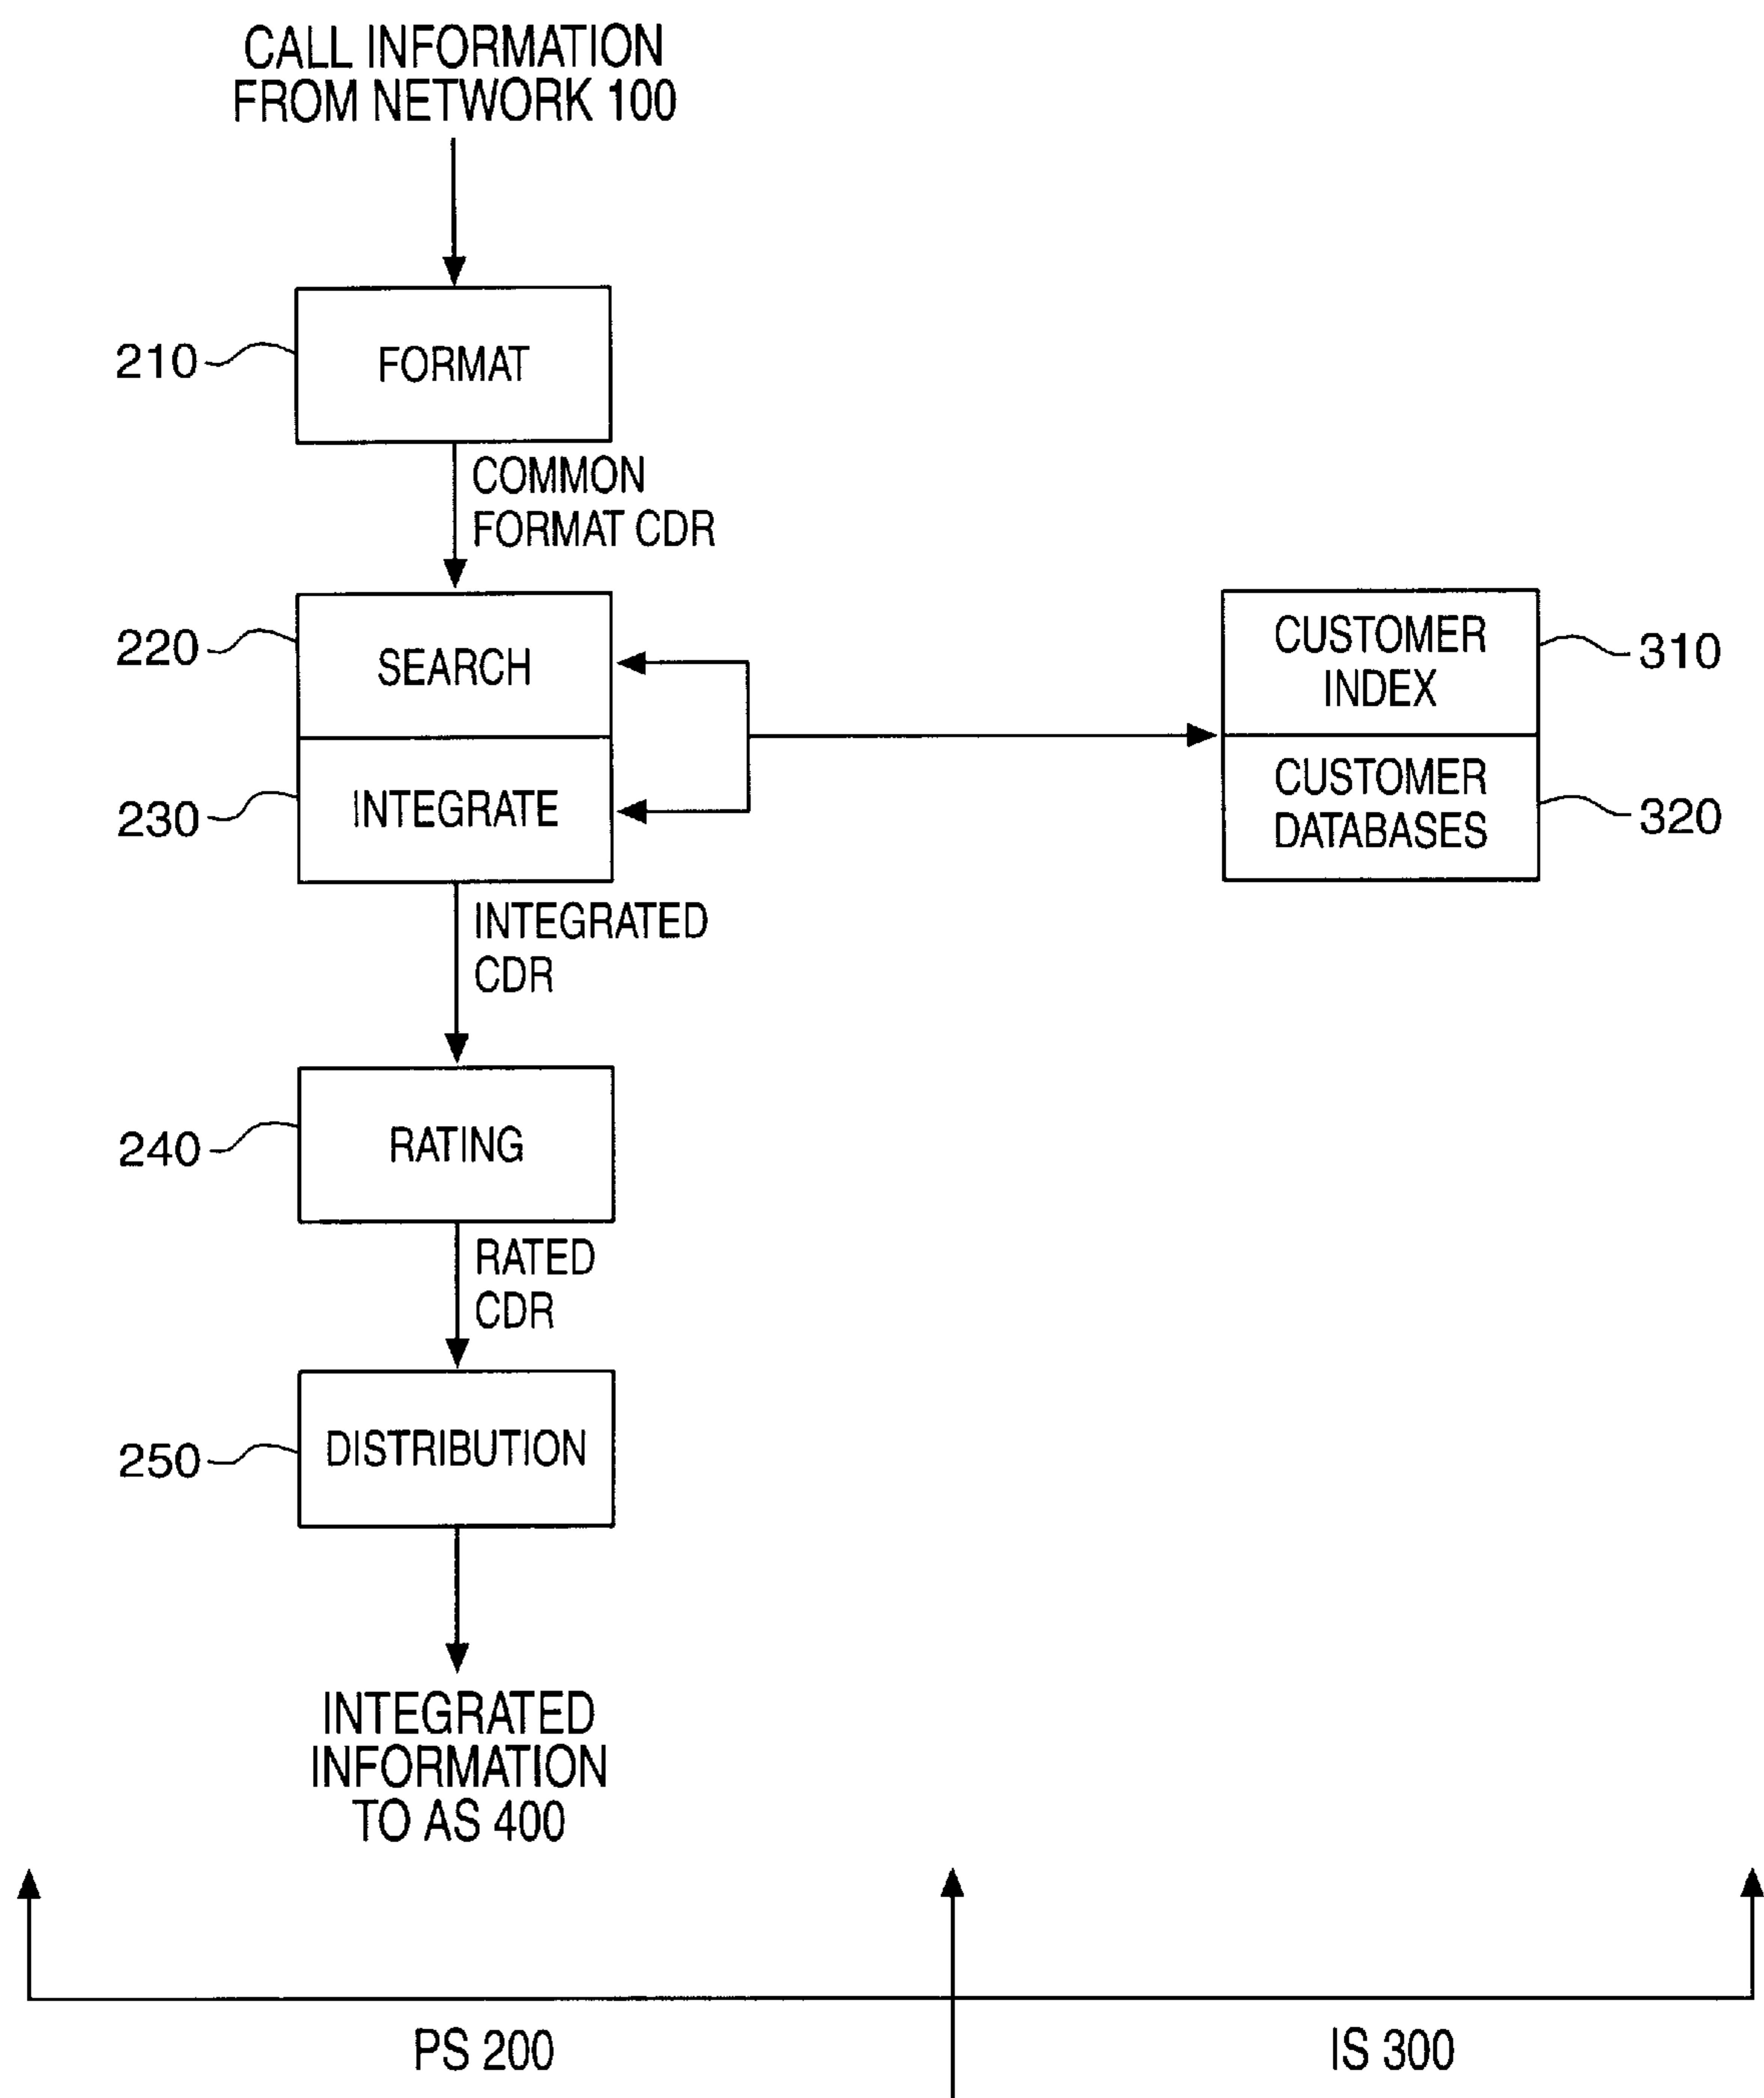 CALL INFORMATION
FROM NETWORK 100
210
FORMAT
COMMON
FORMAT CDR
220
SEARCH
CUSTOMER
INDEX
310
230
INTEGRATE
CUSTOMER
DATABASES
320
INTEGRATED
CDR
240
RATING
RATED
CDR
250
DISTRIBUTION
INTEGRATED
INFORMATION
TO AS 400
PS 200
IS 300